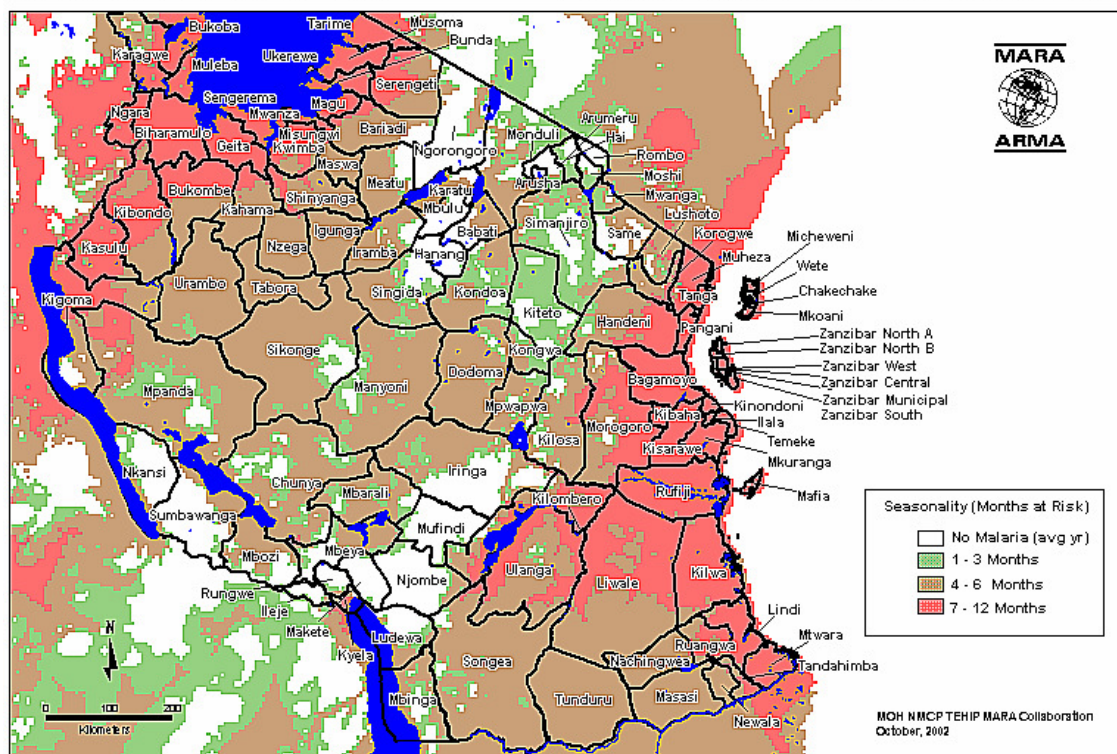 Bukoba
Tarime
Musoma
Bunda
Karagwe
Ukerewe
Muleba
Serengeti
Sengerema
Magu
Ngara
Mwanza
Biharamulo
Misungwi
Bariadi
Geita
Kwimba
Ngorongoro
Monduli
Arumeru
Hai
Rombo
Maswa
Moshi
Bukombe
Meatu
Karatu
Arusha
Mwanga
Kibondo
Shinyanga
Mbulu
Lushoto
Kahama
Simanjiro
Korogwe
Micheweni
Kasulu
Nzega
Igunga
Babati
Same
Wete
Iramba
Hanang
Muheza
Chakechake
Urambo
Tabora
Singida
Kondoa
Tanga
Mkoani
Kigoma
Kiteto
Handeni
Pangani
Zanzibar North A
Zanzibar North B
Sikonge
Kongwa
Zanzibar West
Mpanda
Manyoni
Dodoma
Bagamoyo
Zanzibar Central
Zanzibar Municipal
Zanzibar South
Mpwapwa
Kibaha
Kinondoni
Ilala
Kilosa
Morogoro
Temeke
Kisarawe
Mkuranga
Nkansi
Iringa
Chunya
Mbarali
Kilombero
Rufilji
Mafia
Sumbawanga
Mufindi
Mbozi
Mbeya
Njombe
Ulanga
Liwale
Kilwa
Rungwe
Ileje
Makete
Kyela
Ludewa
Lindi
Ruangwa
Mtwara
Songea
Nachingwea
Tandahimba
Mbinga
Tunduru
Masasi
Newala
MARA
ARMA
Seasonality (Months at Risk)
No Malaria (avg yr)
1 - 3 Months
4 - 6 Months
7 - 12 Months
N
0 100 200
Kilometers
MOH NMCP TEHIP MARA Collaboration
October, 2002